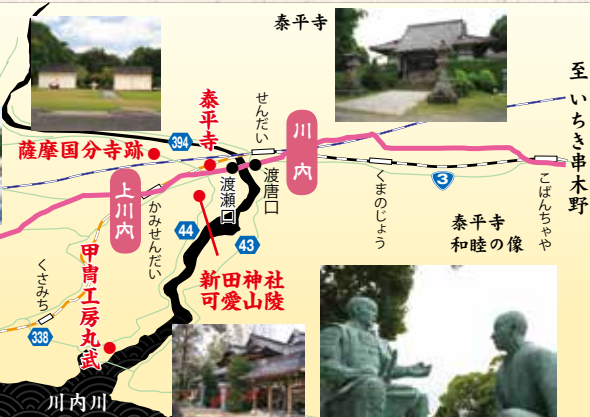 泰平寺
至 いちき串木野
394
泰平寺
せんだい
川内
薩摩国分寺跡
渡唐口
渡瀬口
くまのじょう
3
こばんちゃや
上川内
かみせんだい
44
43
泰平寺
和睦の像
新田神社
可愛山陵
甲冑工房丸武
くさみち
338
川内川